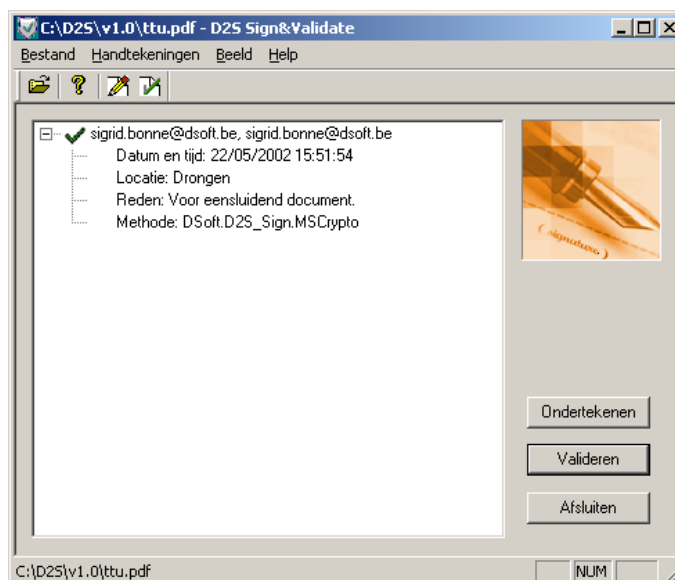 C:\D2S\v1.0\ttu.pdf - D2S Sign&Validate
Bestand Handtekeningen Beeld Help
sigrid.bonne@dsoft.be, sigrid.bonne@dsoft.be
Datum en tijd: 22/05/2002 15:51:54
Locatie: Drongen
Reden: Voor eensluidend document.
Methode: DSoft.D2S_Sign.MSCrypto
( signature )
Ondertekenen
Valideren
Afsluiten
C:\D2S\v1.0\ttu.pdf NUM